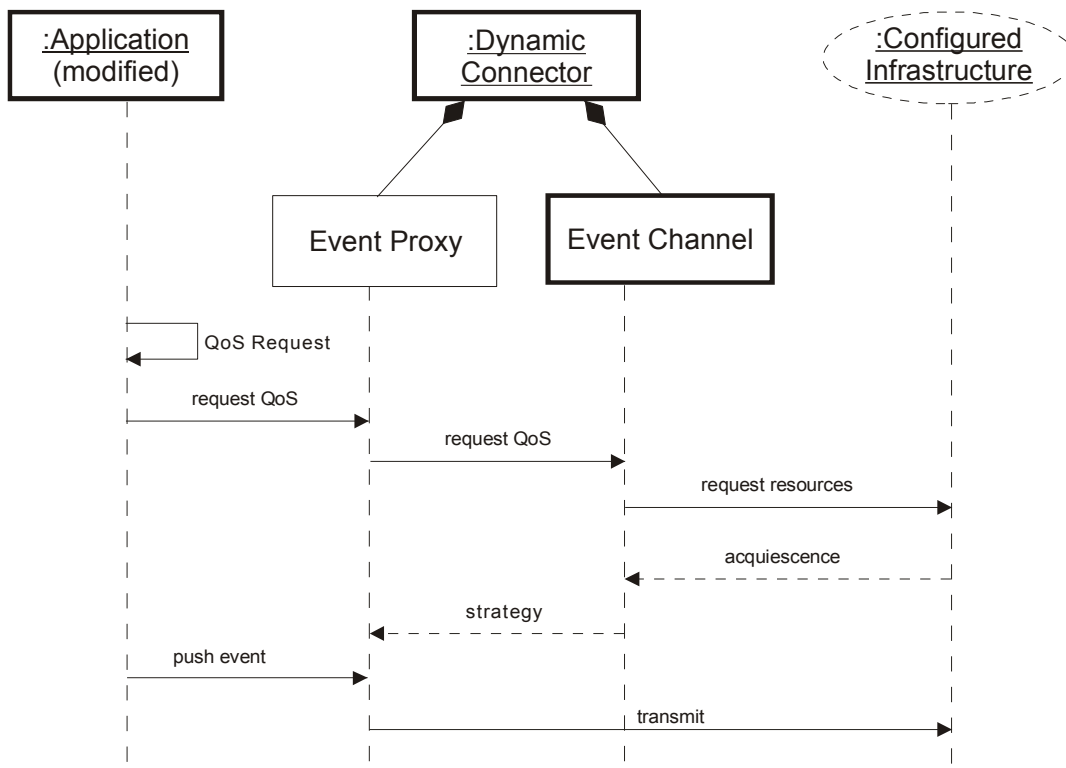 :Application
(modified)
:Dynamic
Connector
:Configured
Infrastructure
Event Proxy
Event Channel
QoS Request
request QoS
request QoS
request resources
acquiescence
strategy
push event
transmit